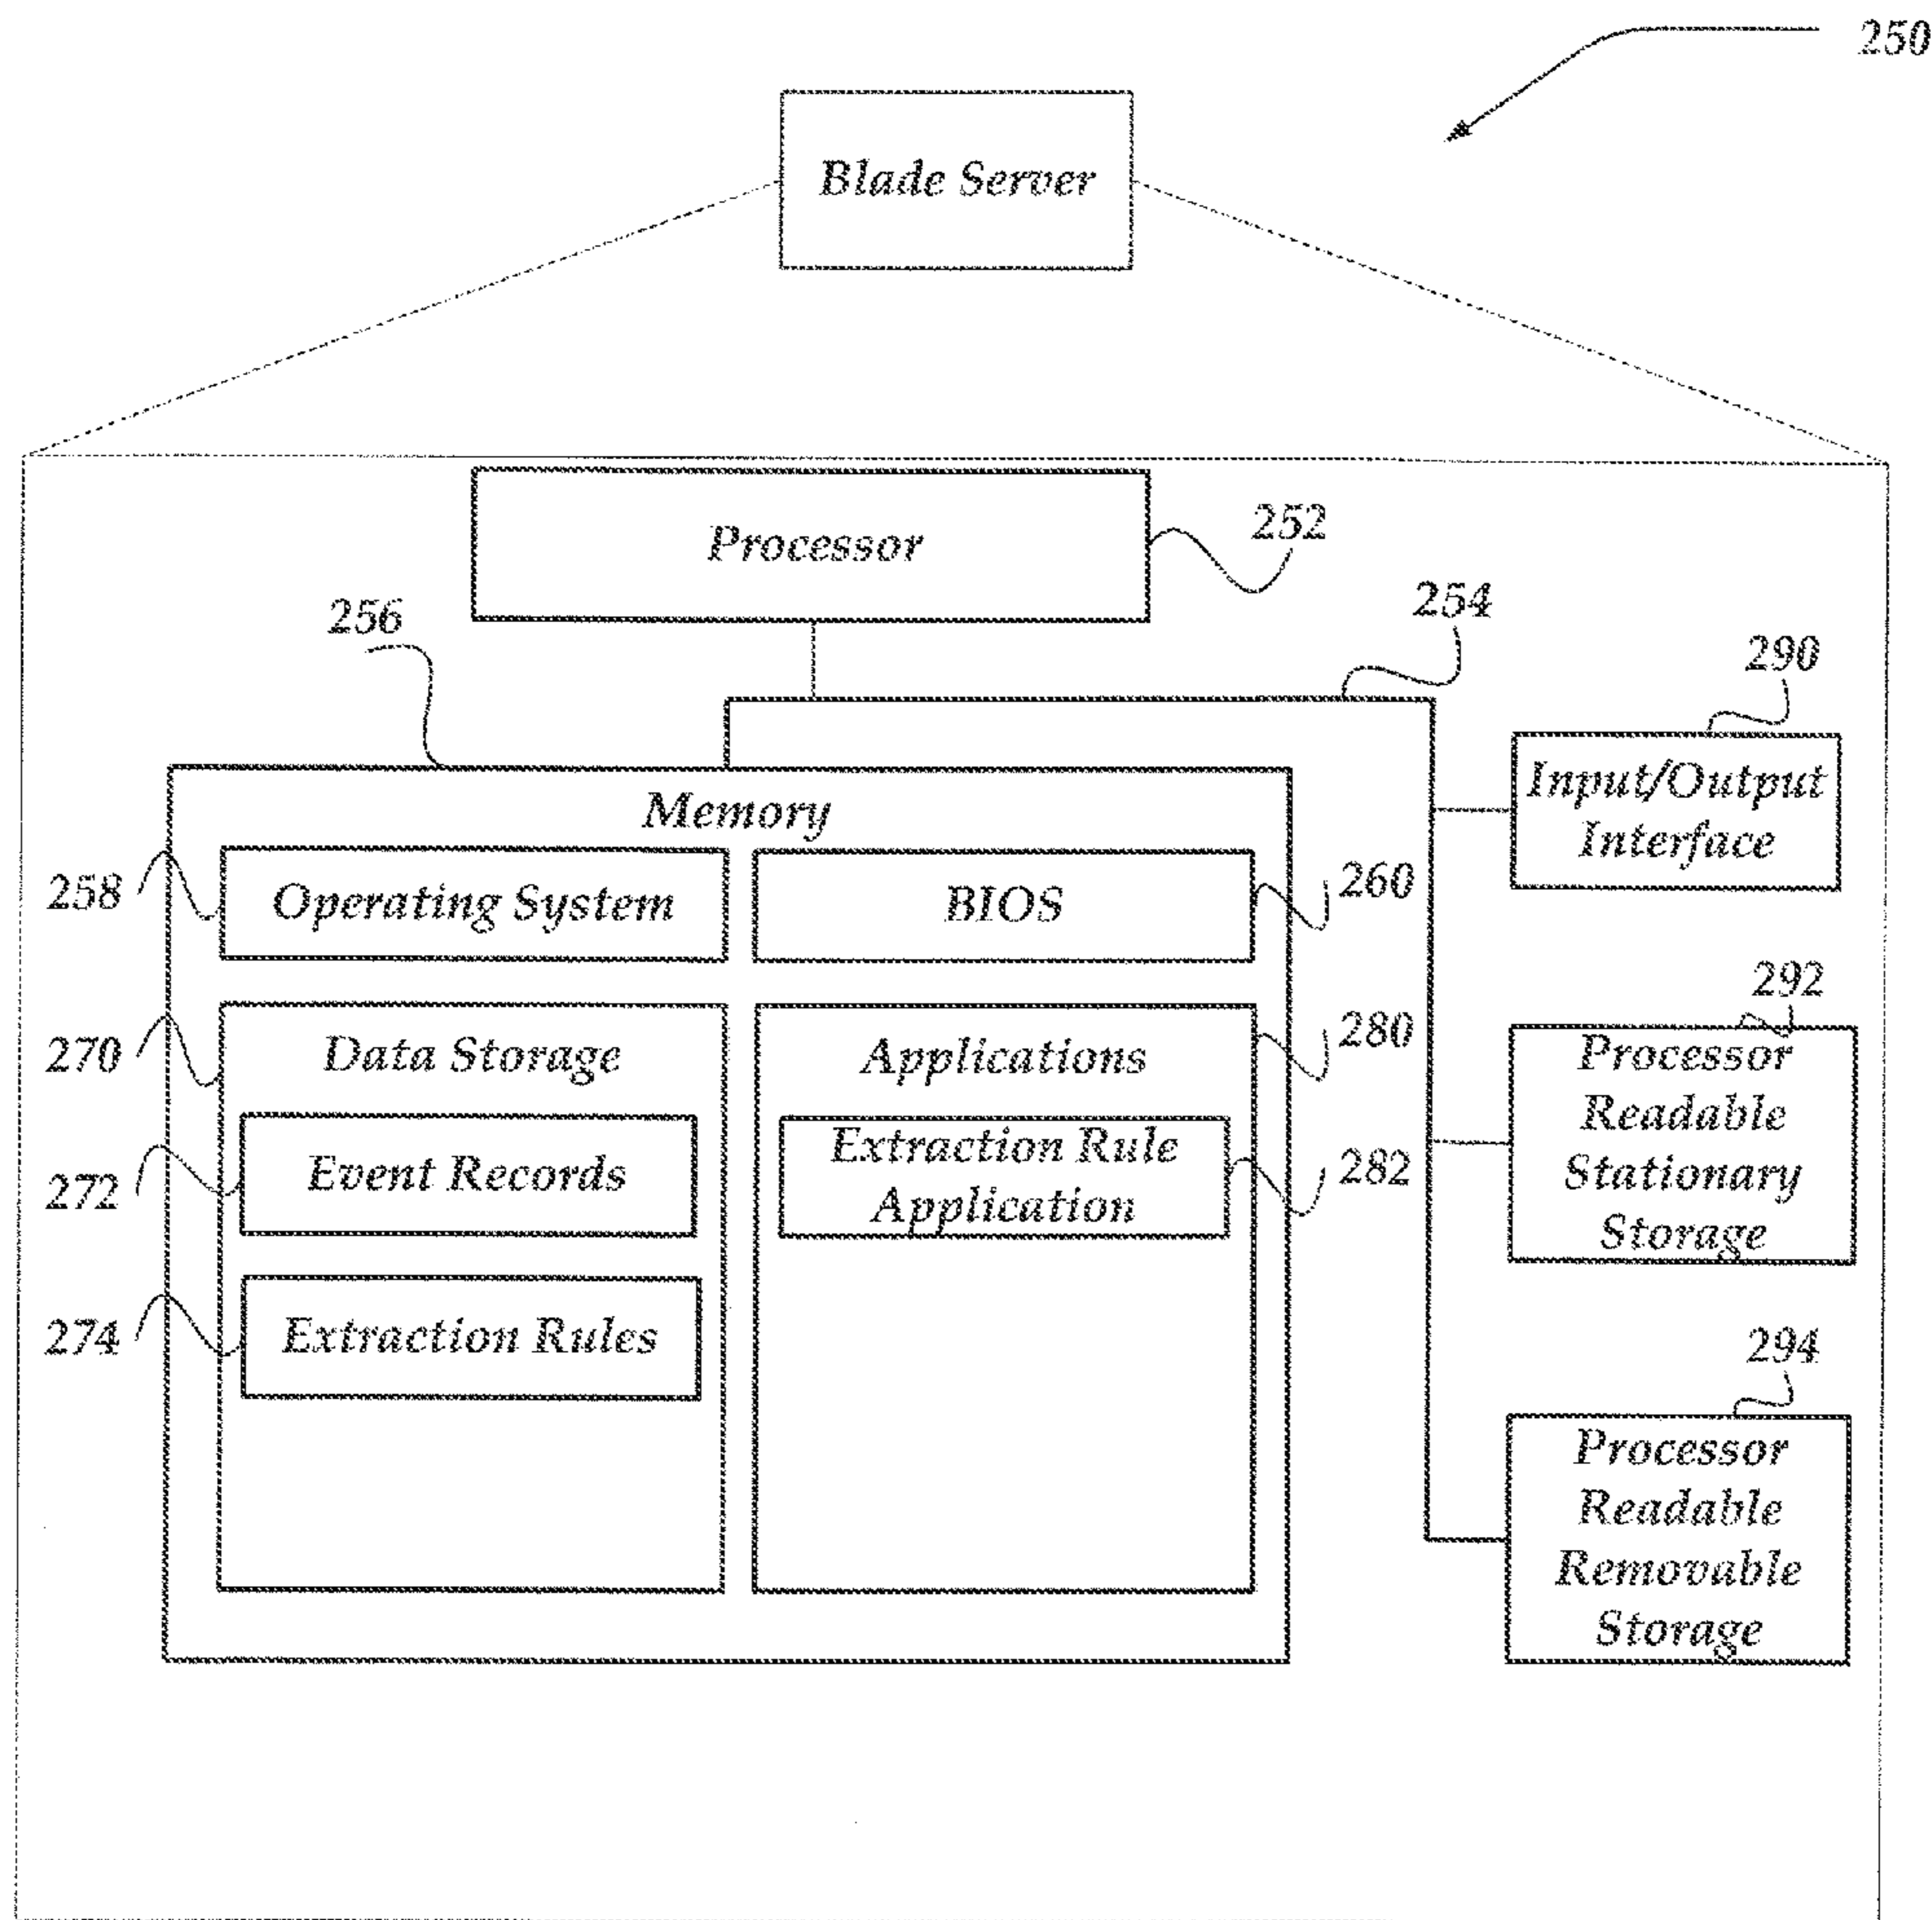 250
Blade Server
Processor
252
256
254
290
Input/Output
Interface
Memory
258
Operating System
BIOS
260
292
270
Data Storage
Applications
280
Processor
Readable
Stationary
Storage
272
Event Records
Extraction Rule
Application
282
274
Extraction Rules
294
Processor
Readable
Removable
Storage